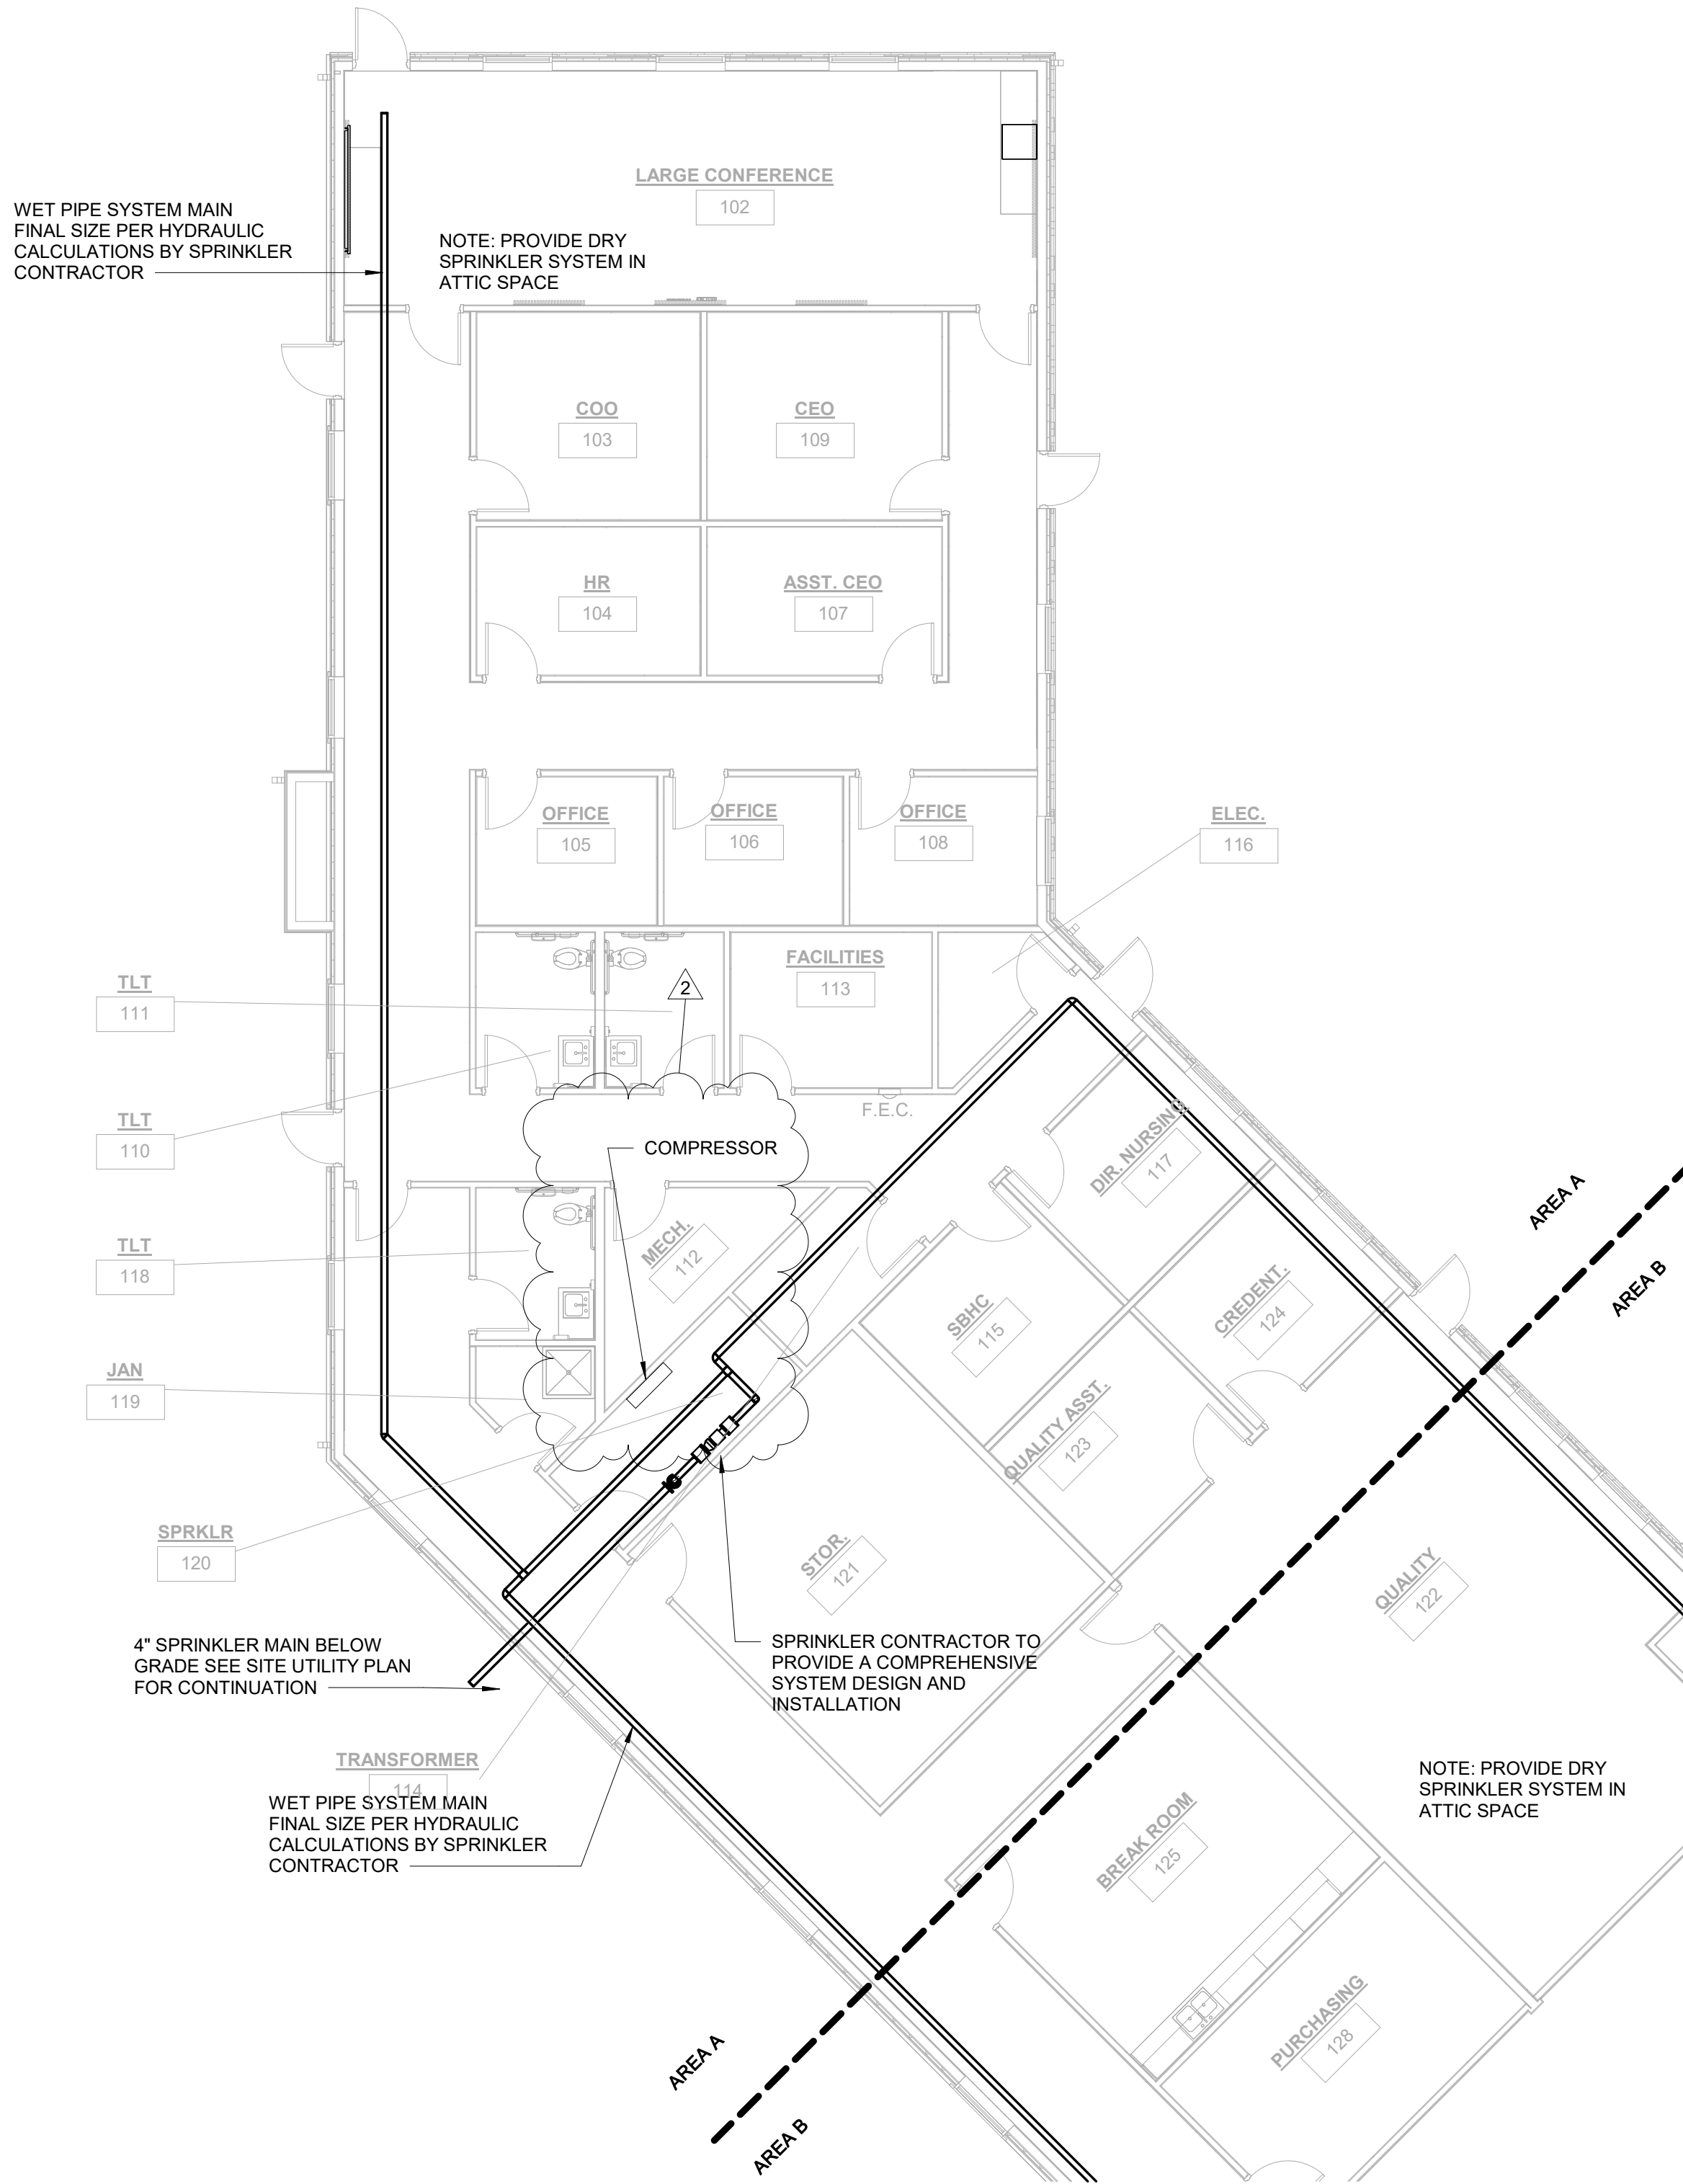 LARGE CONFERENCE
102
WET PIPE SYSTEM MAIN
FINAL SIZE PER HYDRAULIC
CALCULATIONS BY SPRINKLER
CONTRACTOR
NOTE: PROVIDE DRY
SPRINKLER SYSTEM IN
ATTIC SPACE
COO
103
CEO
109
HR
104
ASST. CEO
107
OFFICE
105
OFFICE
106
OFFICE
108
ELEC.
116
TLT
111
2
FACILITIES
113
F.E.C.
TLT
110
COMPRESSOR
DIR. NURSING
117
AREA A
AREA B
TLT
118
MECH.
112
SBHC
115
CREDENT.
124
JAN
119
QUALITY ASST.
123
SPRKLR
120
STOR.
121
QUALITY
122
4" SPRINKLER MAIN BELOW
GRADE SEE SITE UTILITY PLAN
FOR CONTINUATION
SPRINKLER CONTRACTOR TO
PROVIDE A COMPREHENSIVE
SYSTEM DESIGN AND
INSTALLATION
TRANSFORMER
114
WET PIPE SYSTEM MAIN
FINAL SIZE PER HYDRAULIC
CALCULATIONS BY SPRINKLER
CONTRACTOR
NOTE: PROVIDE DRY
SPRINKLER SYSTEM IN
ATTIC SPACE
BREAK ROOM
125
PURCHASING
128
AREA A
AREA B